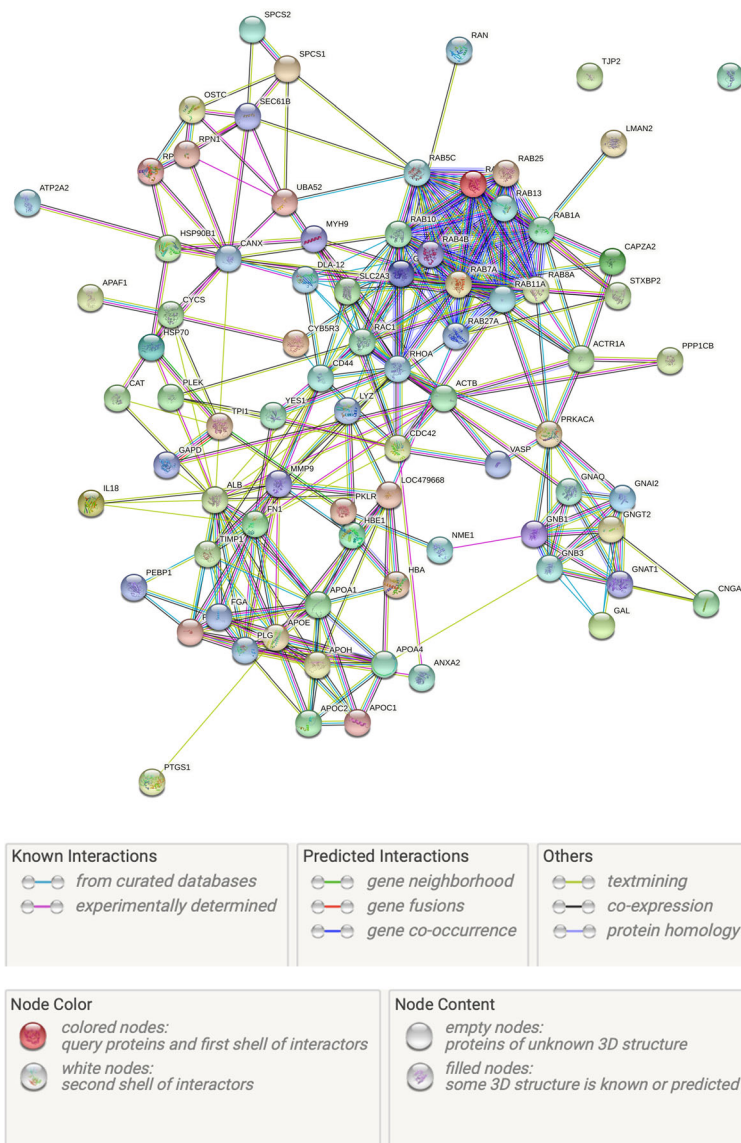 SPCS2
RAN
SPCS1
TJP2
OSTC
SEC61B
LMAN2
RPN1
RAB5C
RAB25
RP
RA
ATP2A2
UBA52
RAB13
MYH9
RAB10
RAB1A
HSP90B1
CANX
RAB4B
CAPZA2
DLA-12
G
SLC2A3
RAB7A
RAB8A
APAF1
RAB11A
STXBP2
CYCS
CYB5R3
RAC1
RAB27A
HSP70
RHOA
ACTR1A
PPP1CB
CD44
CAT
PLEK
YES1
LYZ
ACTB
TPI1
CDC42
PRKACA
GAPD
VASP
MMP9
LOC479668
GNAQ
GNAI2
IL18
ALB
PKLR
FN1
HBE1
GNB1
GNGT2
TIMP1
NME1
GNB3
PEBP1
HBA
GNAT1
APOA1
CNGA
FGA
GAL
PLG
APOE
APOH
APOA4
ANXA2
APOC2
APOC1
PTGS1
Known Interactions
from curated databases
experimentally determined
Predicted Interactions
gene neighborhood
gene fusions
gene co-occurrence
Others
textmining
co-expression
protein homology
Node Color
colored nodes:
query proteins and first shell of interactors
white nodes:
second shell of interactors
Node Content
empty nodes:
proteins of unknown 3D structure
filled nodes:
some 3D structure is known or predicted